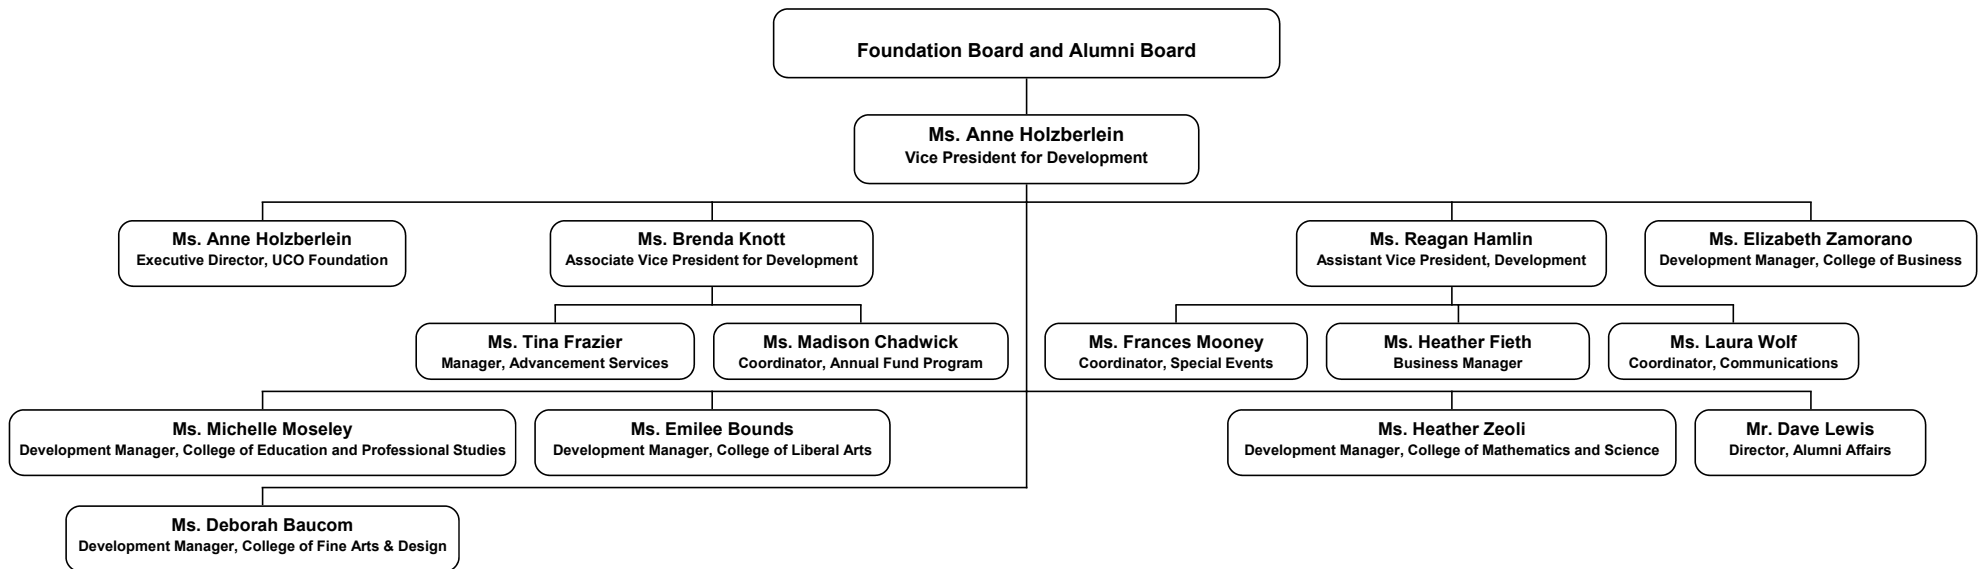 Foundation Board and Alumni Board
Ms. Anne Holzberlein
Vice President for Development
Ms. Anne Holzberlein
Executive Director, UCO Foundation
Ms. Brenda Knott
Associate Vice President for Development
Ms. Reagan Hamlin
Assistant Vice President, Development
Ms. Elizabeth Zamorano
Development Manager, College of Business
Ms. Tina Frazier
Manager, Advancement Services
Ms. Madison Chadwick
Coordinator, Annual Fund Program
Ms. Frances Mooney
Coordinator, Special Events
Ms. Heather Fieth
Business Manager
Ms. Laura Wolf
Coordinator, Communications
Ms. Michelle Moseley
Development Manager, College of Education and Professional Studies
Ms. Emilee Bounds
Development Manager, College of Liberal Arts
Ms. Heather Zeoli
Development Manager, College of Mathematics and Science
Mr. Dave Lewis
Director, Alumni Affairs
Ms. Deborah Baucom
Development Manager, College of Fine Arts & Design